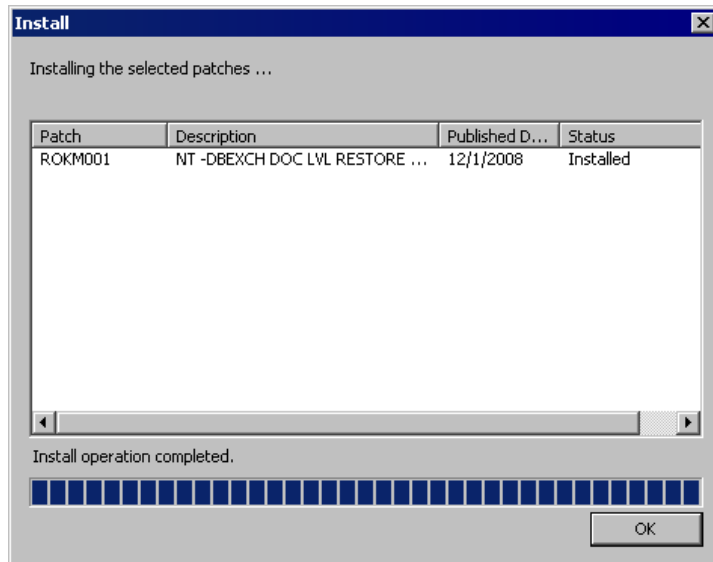 Install
Installing the selected patches ...
Patch Description Published D... Status
ROKM001 NT -DBEXCH DOC LVL RESTORE ... 12/1/2008 Installed
Install operation completed.
OK